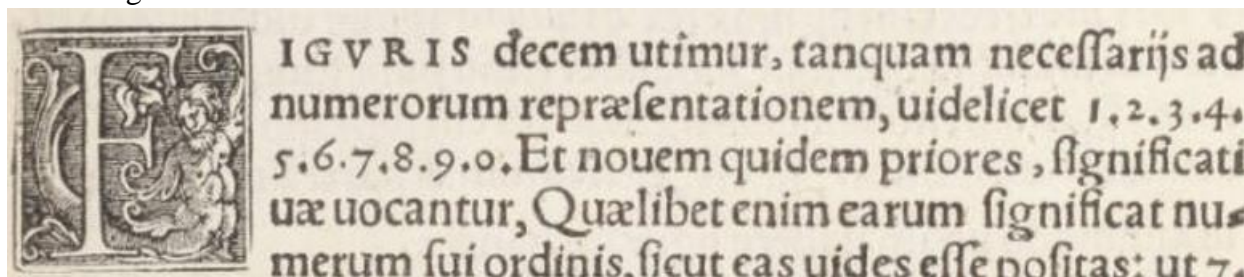 FIGVRIS decem utimur, tanquam neceſſarijs ad
numerorum repræſentationem, uidelicet 1.2.3.4.
5.6.7.8.9.0. Et nouem quidem priores, ſignificati
uæ uocantur, Quælibet enim earum ſignificat nu⸗
merum ſui ordinis, ſicut eas uides eſſe poſitas: ut 7.